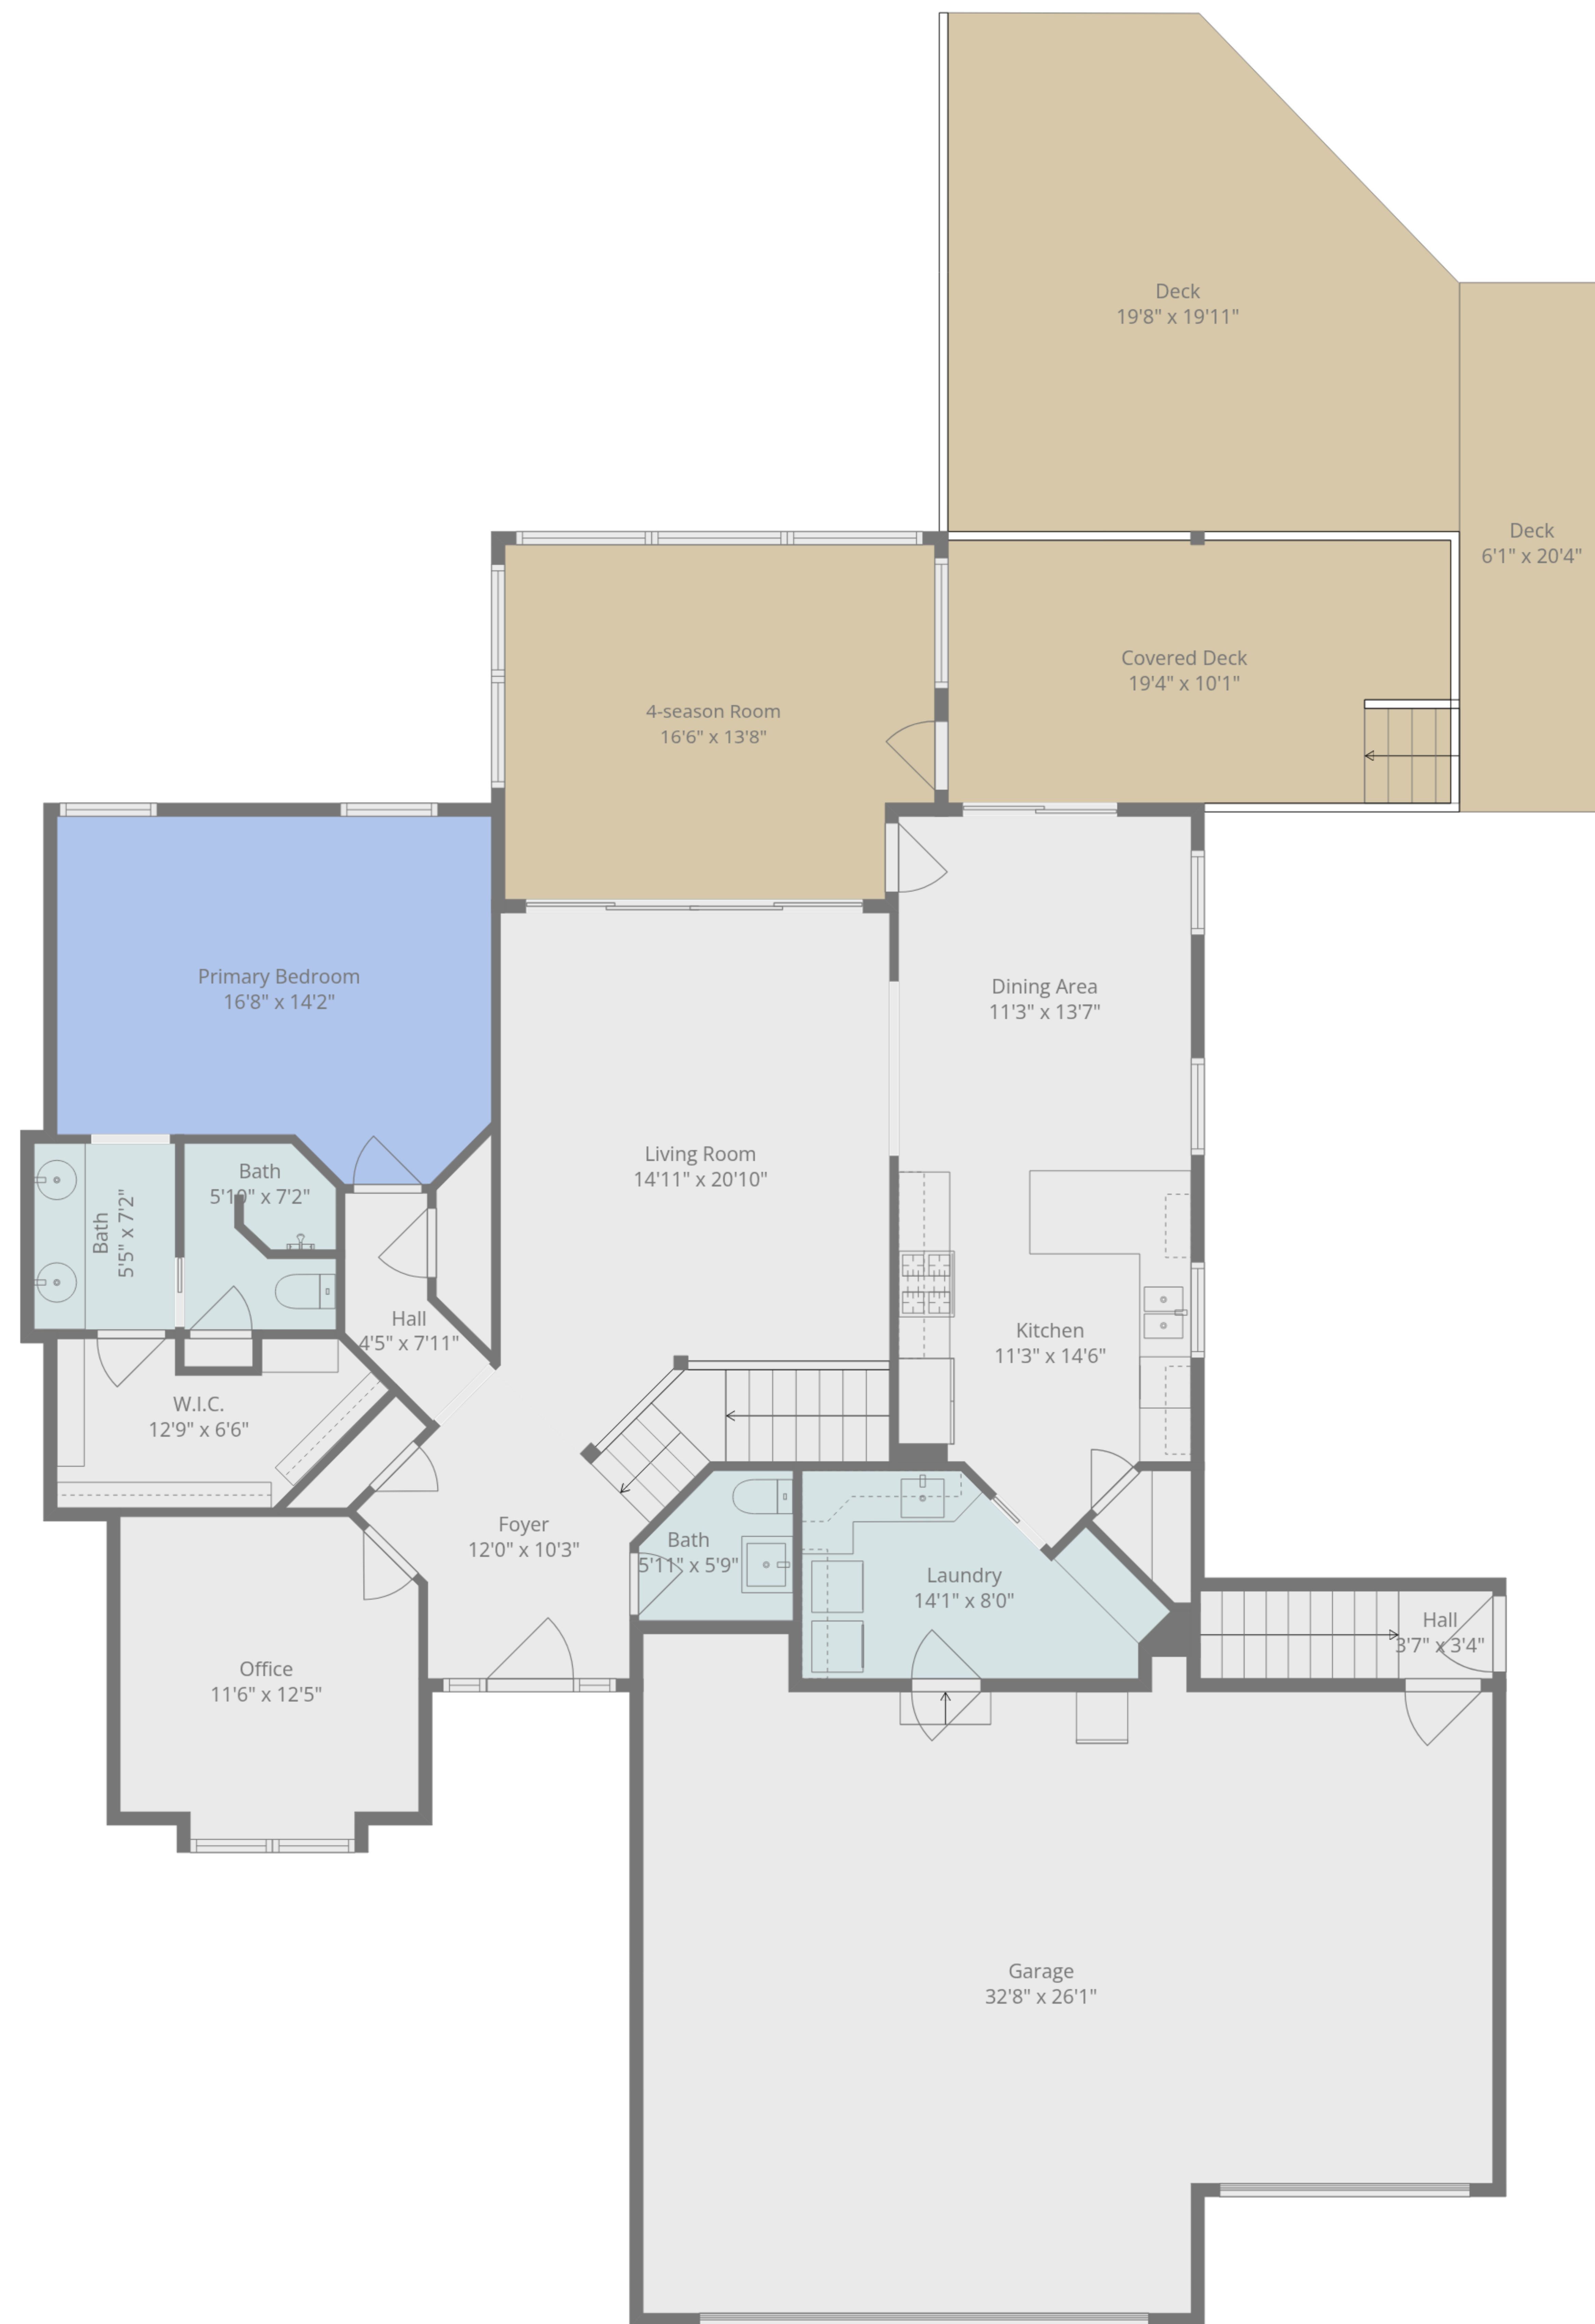 Deck
19'8" x 19'11"
Deck
6'1" x 20'4"
Covered Deck
19'4" x 10'1"
4-season Room
16'6" x 13'8"
Primary Bedroom
16'8" x 14'2"
Dining Area
11'3" x 13'7"
Living Room
14'11" x 20'10"
Bath
5'10" x 7'2"
Bath
5'5" x 7'2"
Hall
4'5" x 7'11"
Kitchen
11'3" x 14'6"
W.I.C.
12'9" x 6'6"
Foyer
12'0" x 10'3"
Bath
5'11" x 5'9"
Laundry
14'1" x 8'0"
Hall
3'7" x 3'4"
Office
11'6" x 12'5"
Garage
32'8" x 26'1"